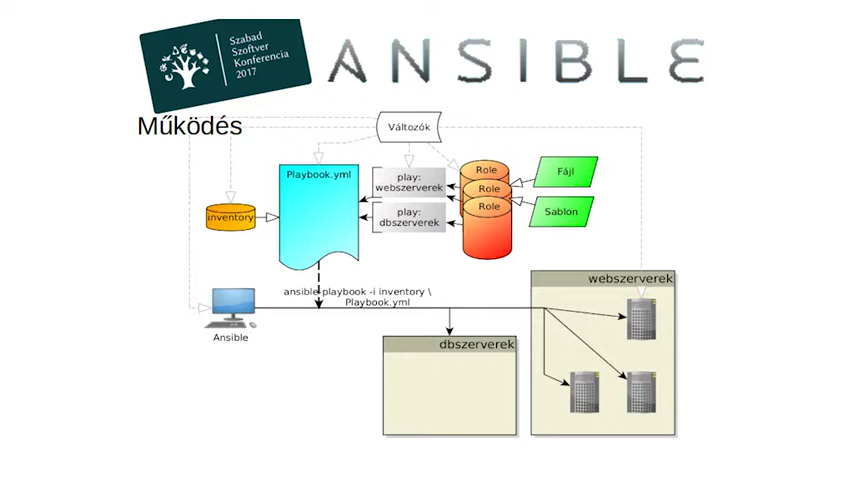 Szabad
Szoftver
Konferencia
2017
ANSIBLE
Működés
Változók
Playbook.yml
play:
webszerverek
play:
dbszerverek
Role
Role
Role
Fájl
Sablon
inventory
ansible-playbook -i inventory \
Playbook.yml
Ansible
dbszerverek
webszerverek